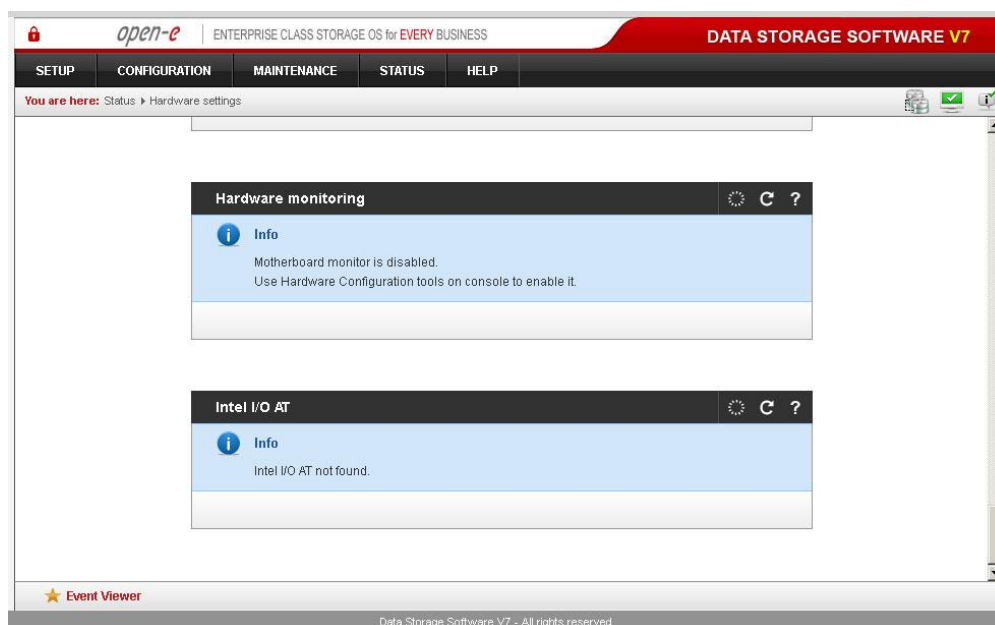 open-e ENTERPRISE CLASS STORAGE OS for EVERY BUSINESS DATA STORAGE SOFTWARE V7
SETUP CONFIGURATION MAINTENANCE STATUS HELP
You are here: Status Hardware settings
Hardware monitoring ?
Info
Motherboard monitor is disabled.
Use Hardware Configuration tools on console to enable it.
Intel I/O AT ?
Info
Intel I/O AT not found.
Event Viewer
Data Storage Software V7 - All rights reserved